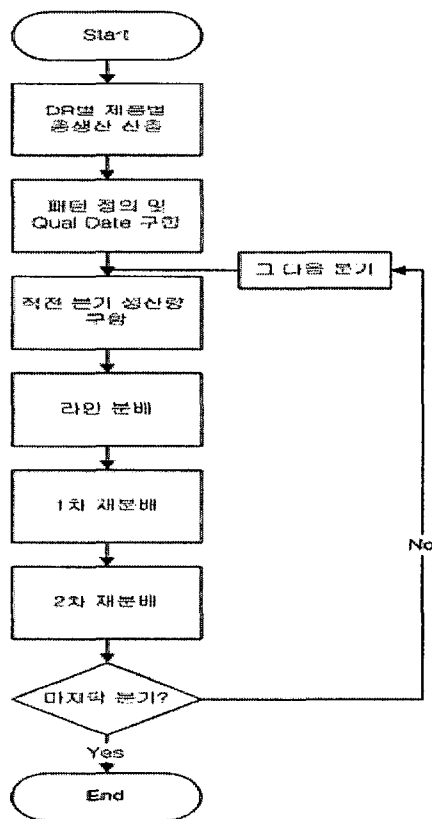 Start
DR별 제품별
총생산 산출
패턴 정의 및
Qual Date 구함
그 다음 분기
직전 분기 생산량
구함
라인 분배
1차 재분배
2차 재분배
No
마지막 분기?
Yes
End